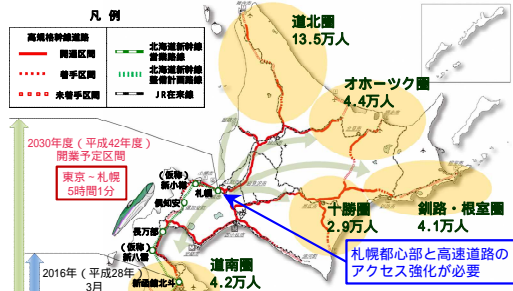 凡例
高規格幹線道路
開通区間
着手区間
未着手区間
北海道新幹線
営業路線
北海道新幹線
整備計画路線
JR在来線
道北圏
13.5万人
オホーツク圏
4.4万人
2030年度（平成42年度）
開業予定区間
東京～札幌
5時間1分
（仮称）
新小樽
札幌
倶知安
長万部
（仮称）
新八雲
新函館北斗
十勝圏
2.9万人
釧路・根室圏
4.1万人
札幌都心部と高速道路の
アクセス強化が必要
道南圏
4.2万人
2016年（平成28年）
3月